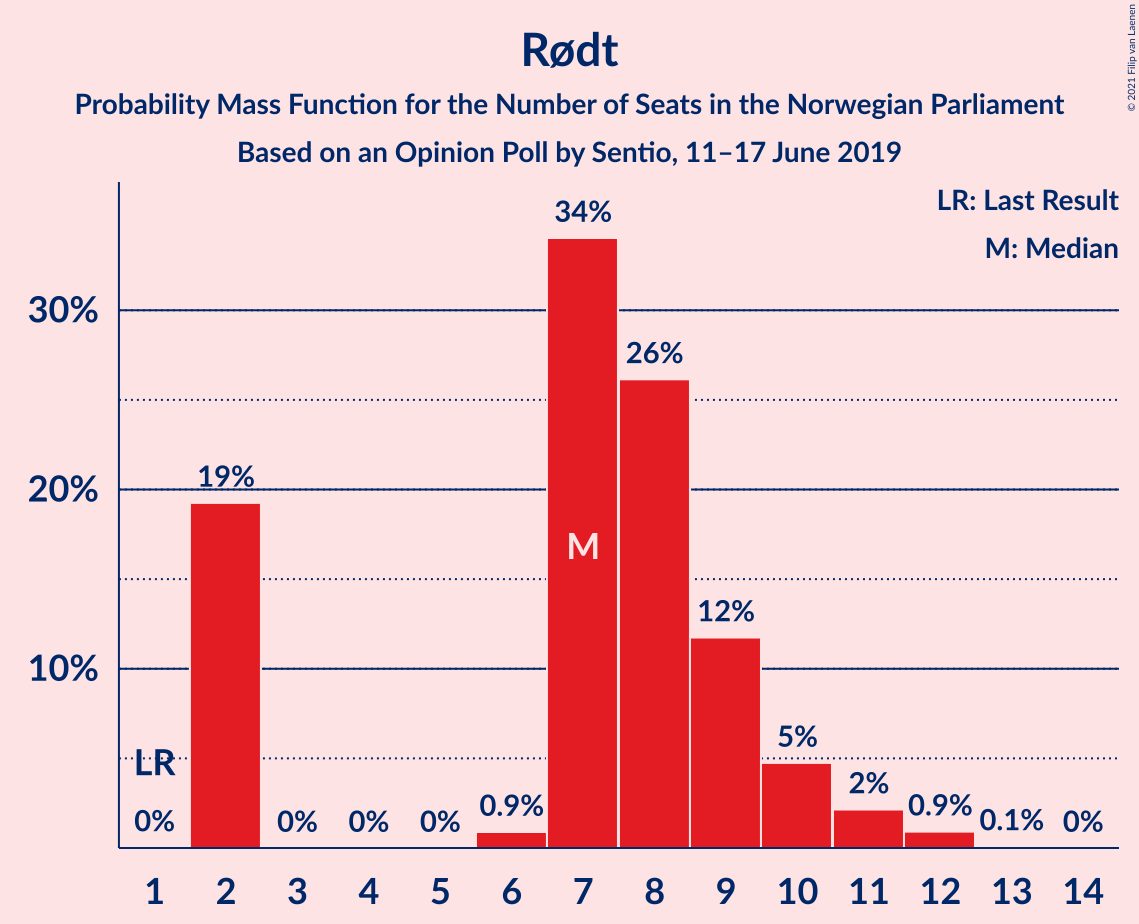 Rødt
Probability Mass Function for the Number of Seats in the Norwegian Parliament
Based on an Opinion Poll by Sentio, 11–17 June 2019
© 2021 Filip van Laenen
LR: Last Result
M: Median
34%
30%
26%
20%
19%
M
12%
10%
LR
5%
2%
0%
0%
0%
0%
0.9%
0.9%
0.1%
0%
1 2 3 4 5 6 7 8 9 10 11 12 13 14